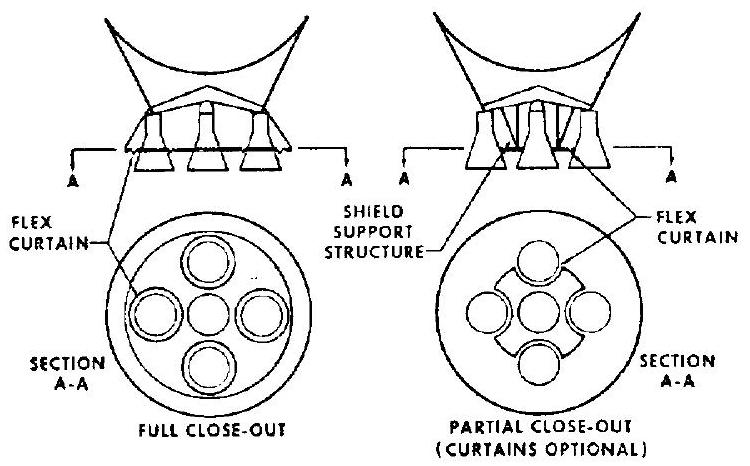 A
A
A
A
FLEX
CURTAIN
SHIELD
SUPPORT
STRUCTURE
FLEX
CURTAIN
SECTION
A-A
SECTION
A-A
FULL CLOSE-OUT
PARTIAL CLOSE-OUT
(CURTAINS OPTIONAL)